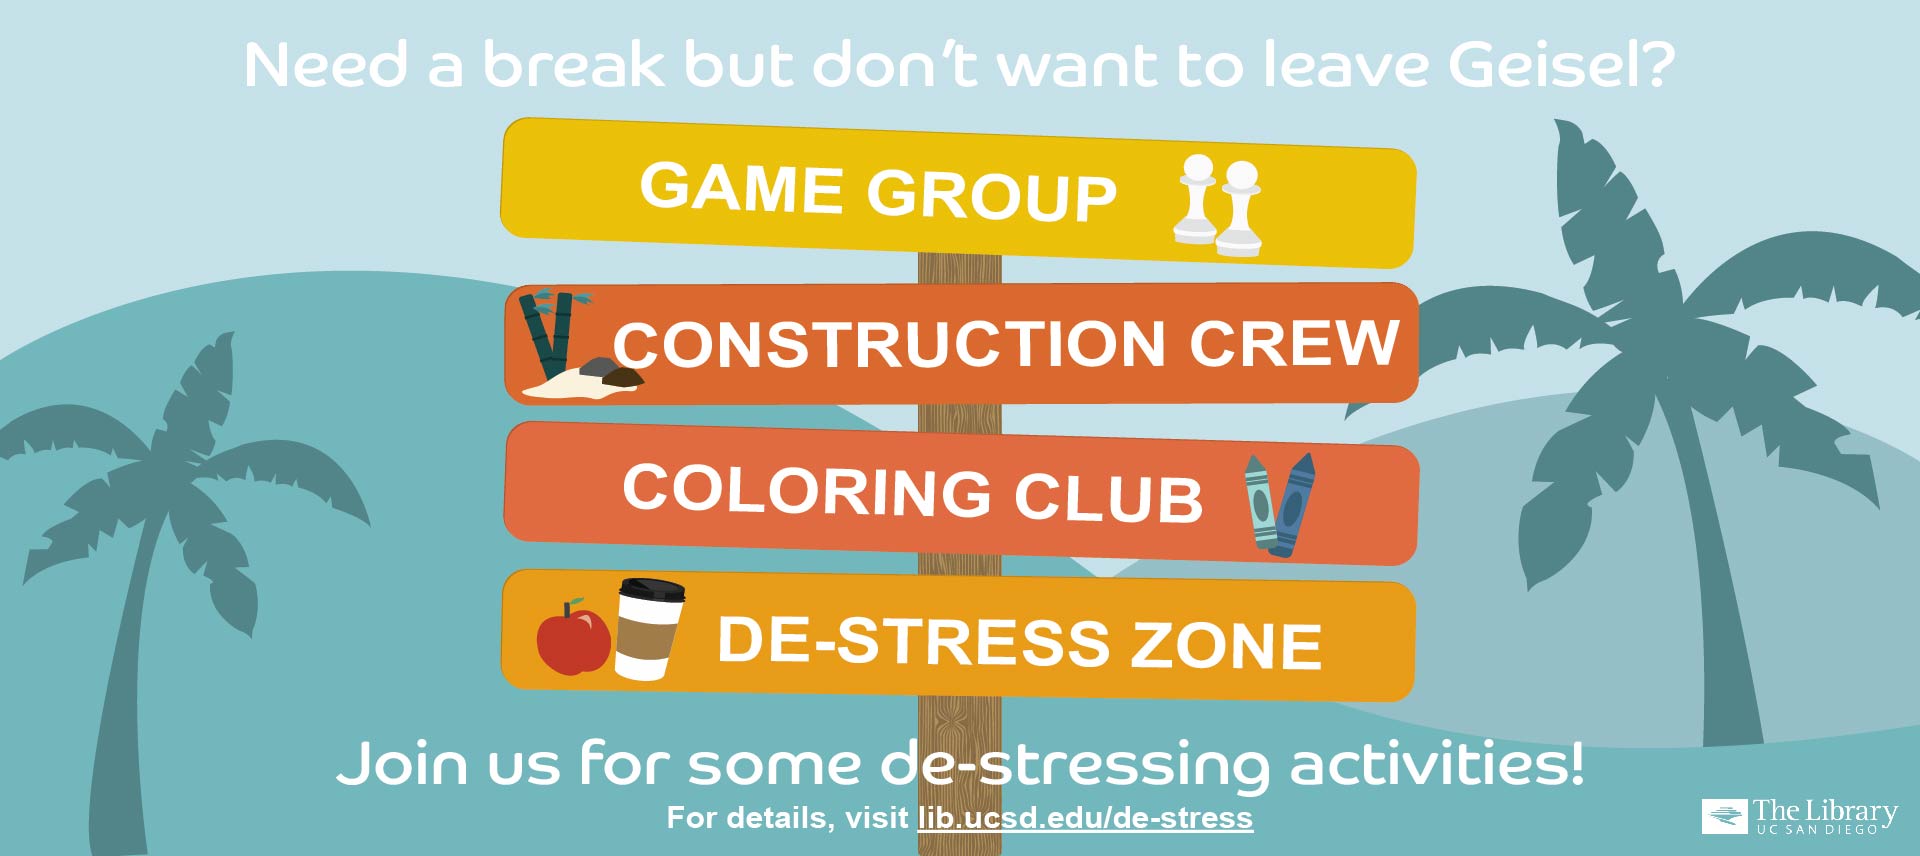 Need a break but don't want to leave Geisel?
GAME GROUP
CONSTRUCTION CREW
COLORING CLUB
DE-STRESS ZONE
Join us for some de-stressing activities!
For details, visit lib.ucsd.edu/de-stress
The Library
UC SAN DIEGO